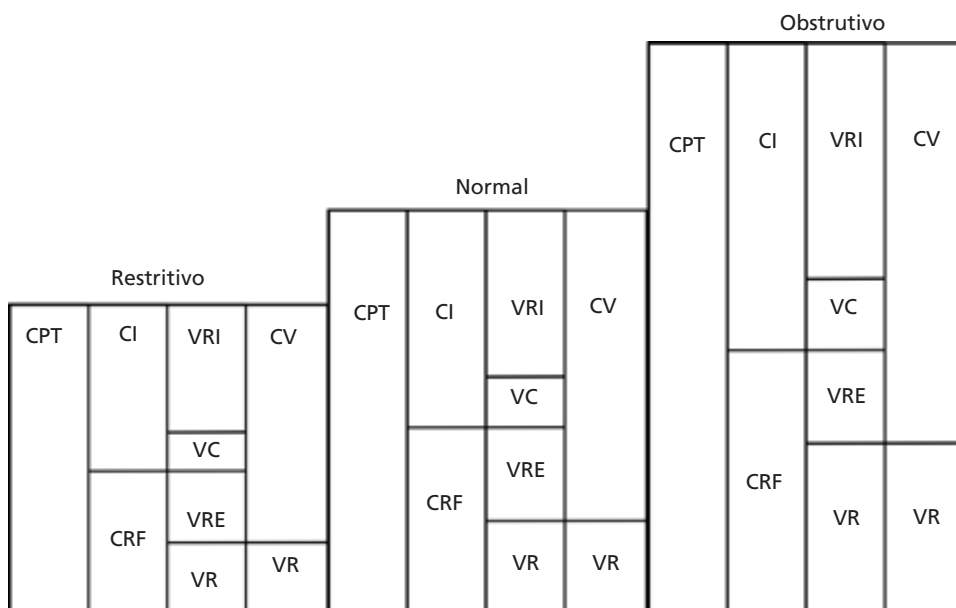 Obstrutivo
CPT CI VRI CV
VC
VRE
CRF
VR VR
Normal
CPT CI VRI CV
VC
VRE
CRF
VR VR
Restritivo
CPT CI VRI CV
VC
VRE
CRF
VR VR